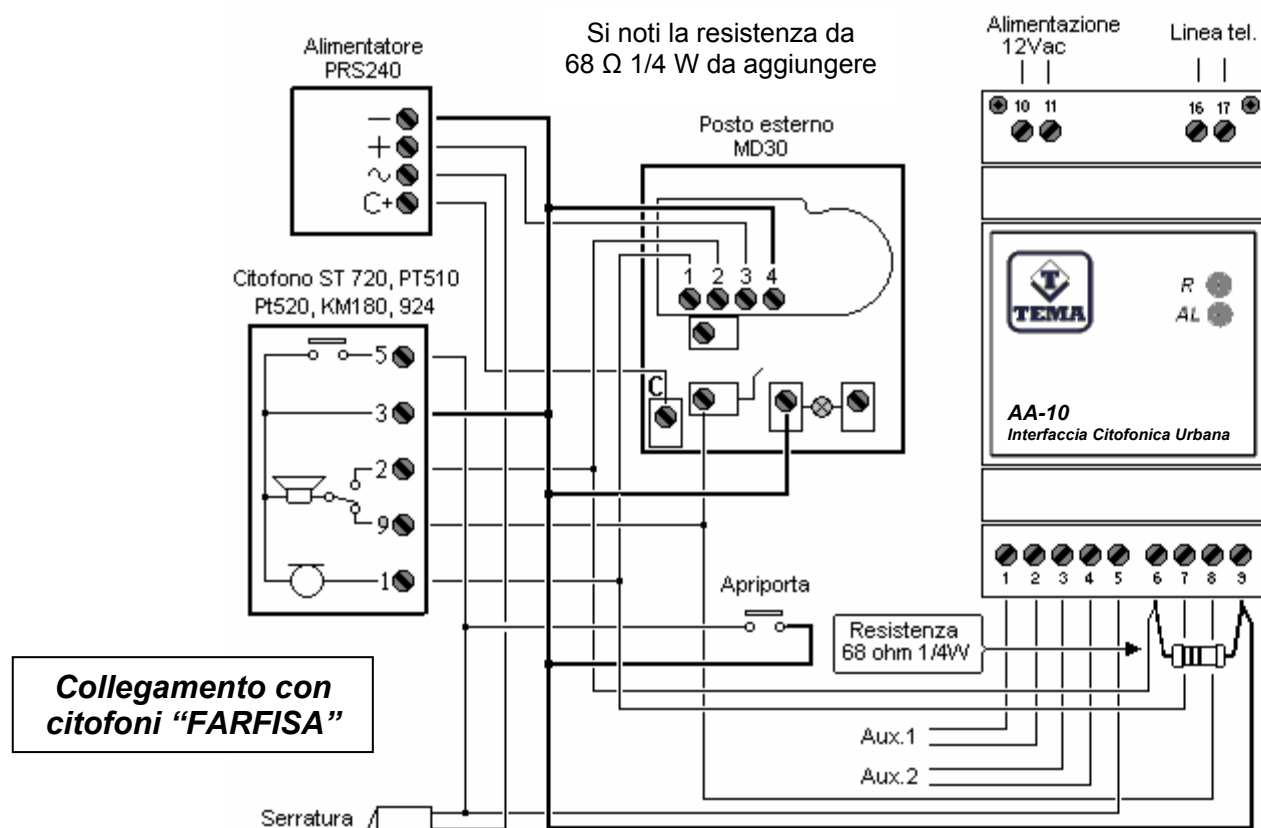 Si noti la resistenza da
68 Ω 1/4 W da aggiungere
Alimentatore
PRS240
−
+
~
C+
Posto esterno
MD30
1 2 3 4
C
Citofono ST 720, PT510
Pt520, KM180, 924
5
3
2
9
1
Alimentazione
12Vac
Linea tel.
10 11
16 17
T
TEMA
R
AL
AA-10
Interfaccia Citofonica Urbana
1 2 3 4 5 6 7 8 9
Apriporta
Resistenza
68 ohm 1/4W
Collegamento con
citofoni “FARFISA”
Aux.1
Aux.2
Serratura